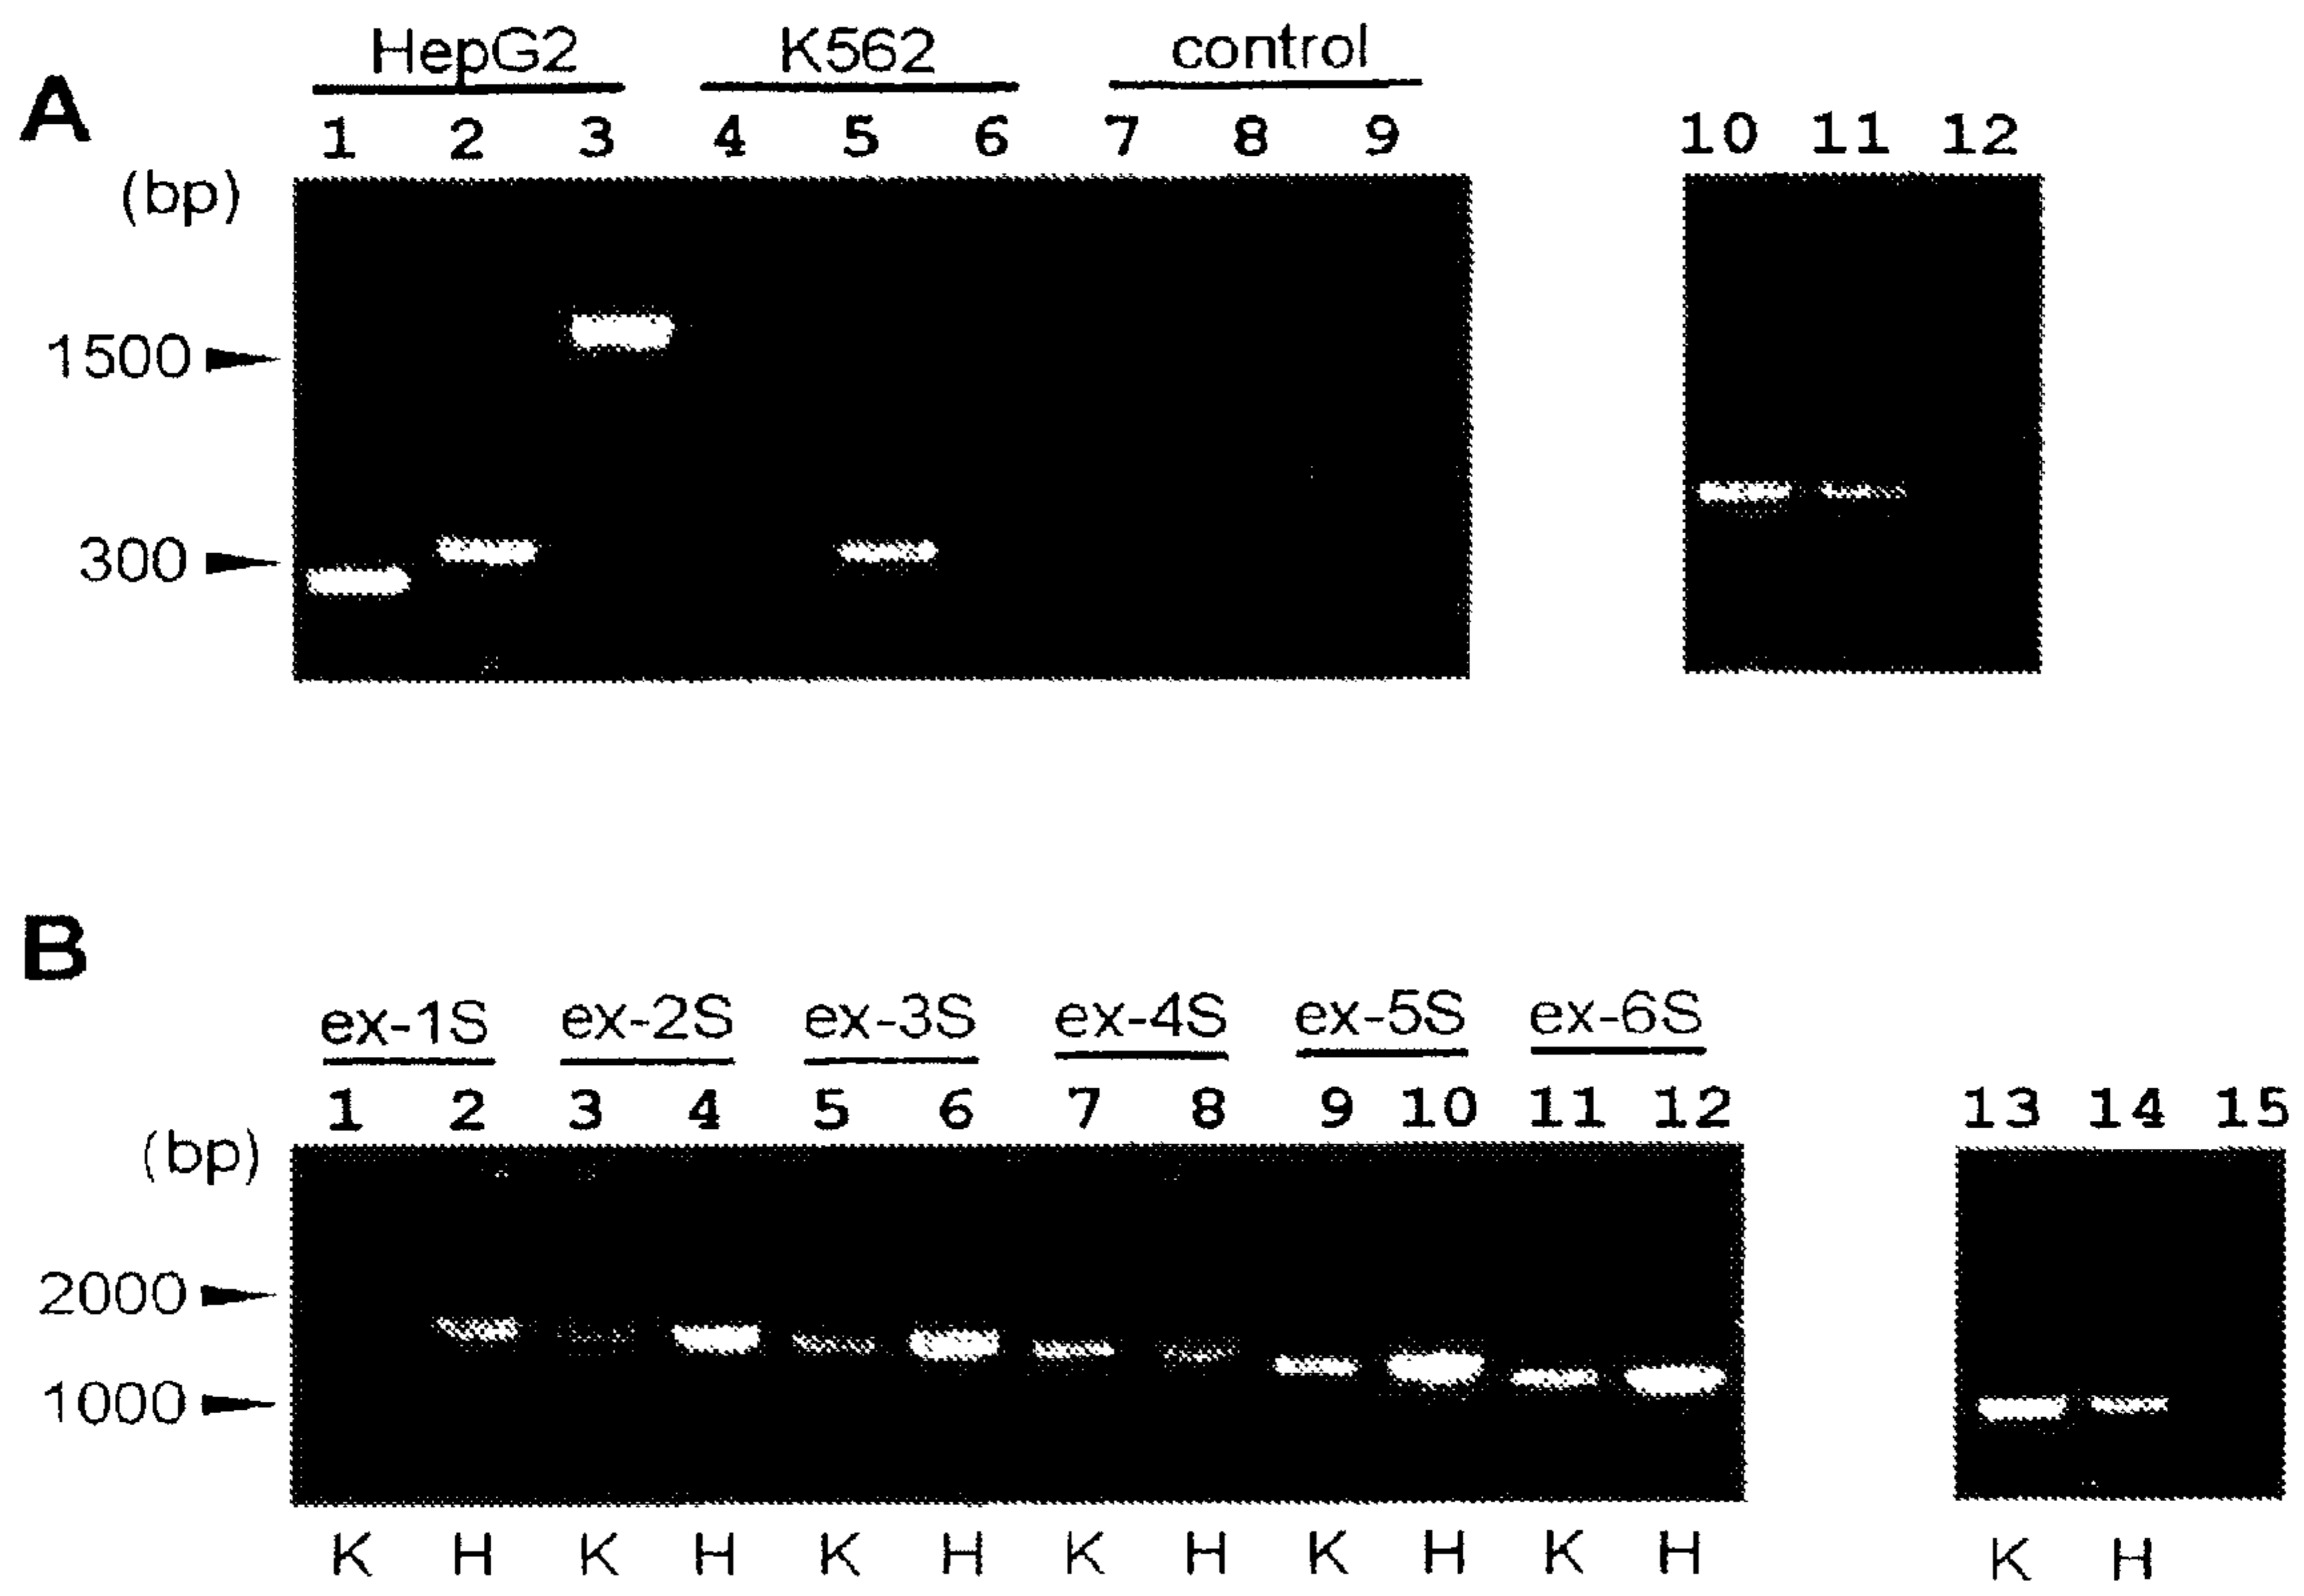 A
HepG2 K562 control
1 2 3 4 5 6 7 8 9 10 11 12
(bp)
1500
300
B
ex-1S ex-2S ex-3S ex-4S ex-5S ex-6S
1 2 3 4 5 6 7 8 9 10 11 12 13 14 15
(bp)
2000
1000
K H K H K H K H K H K H K H